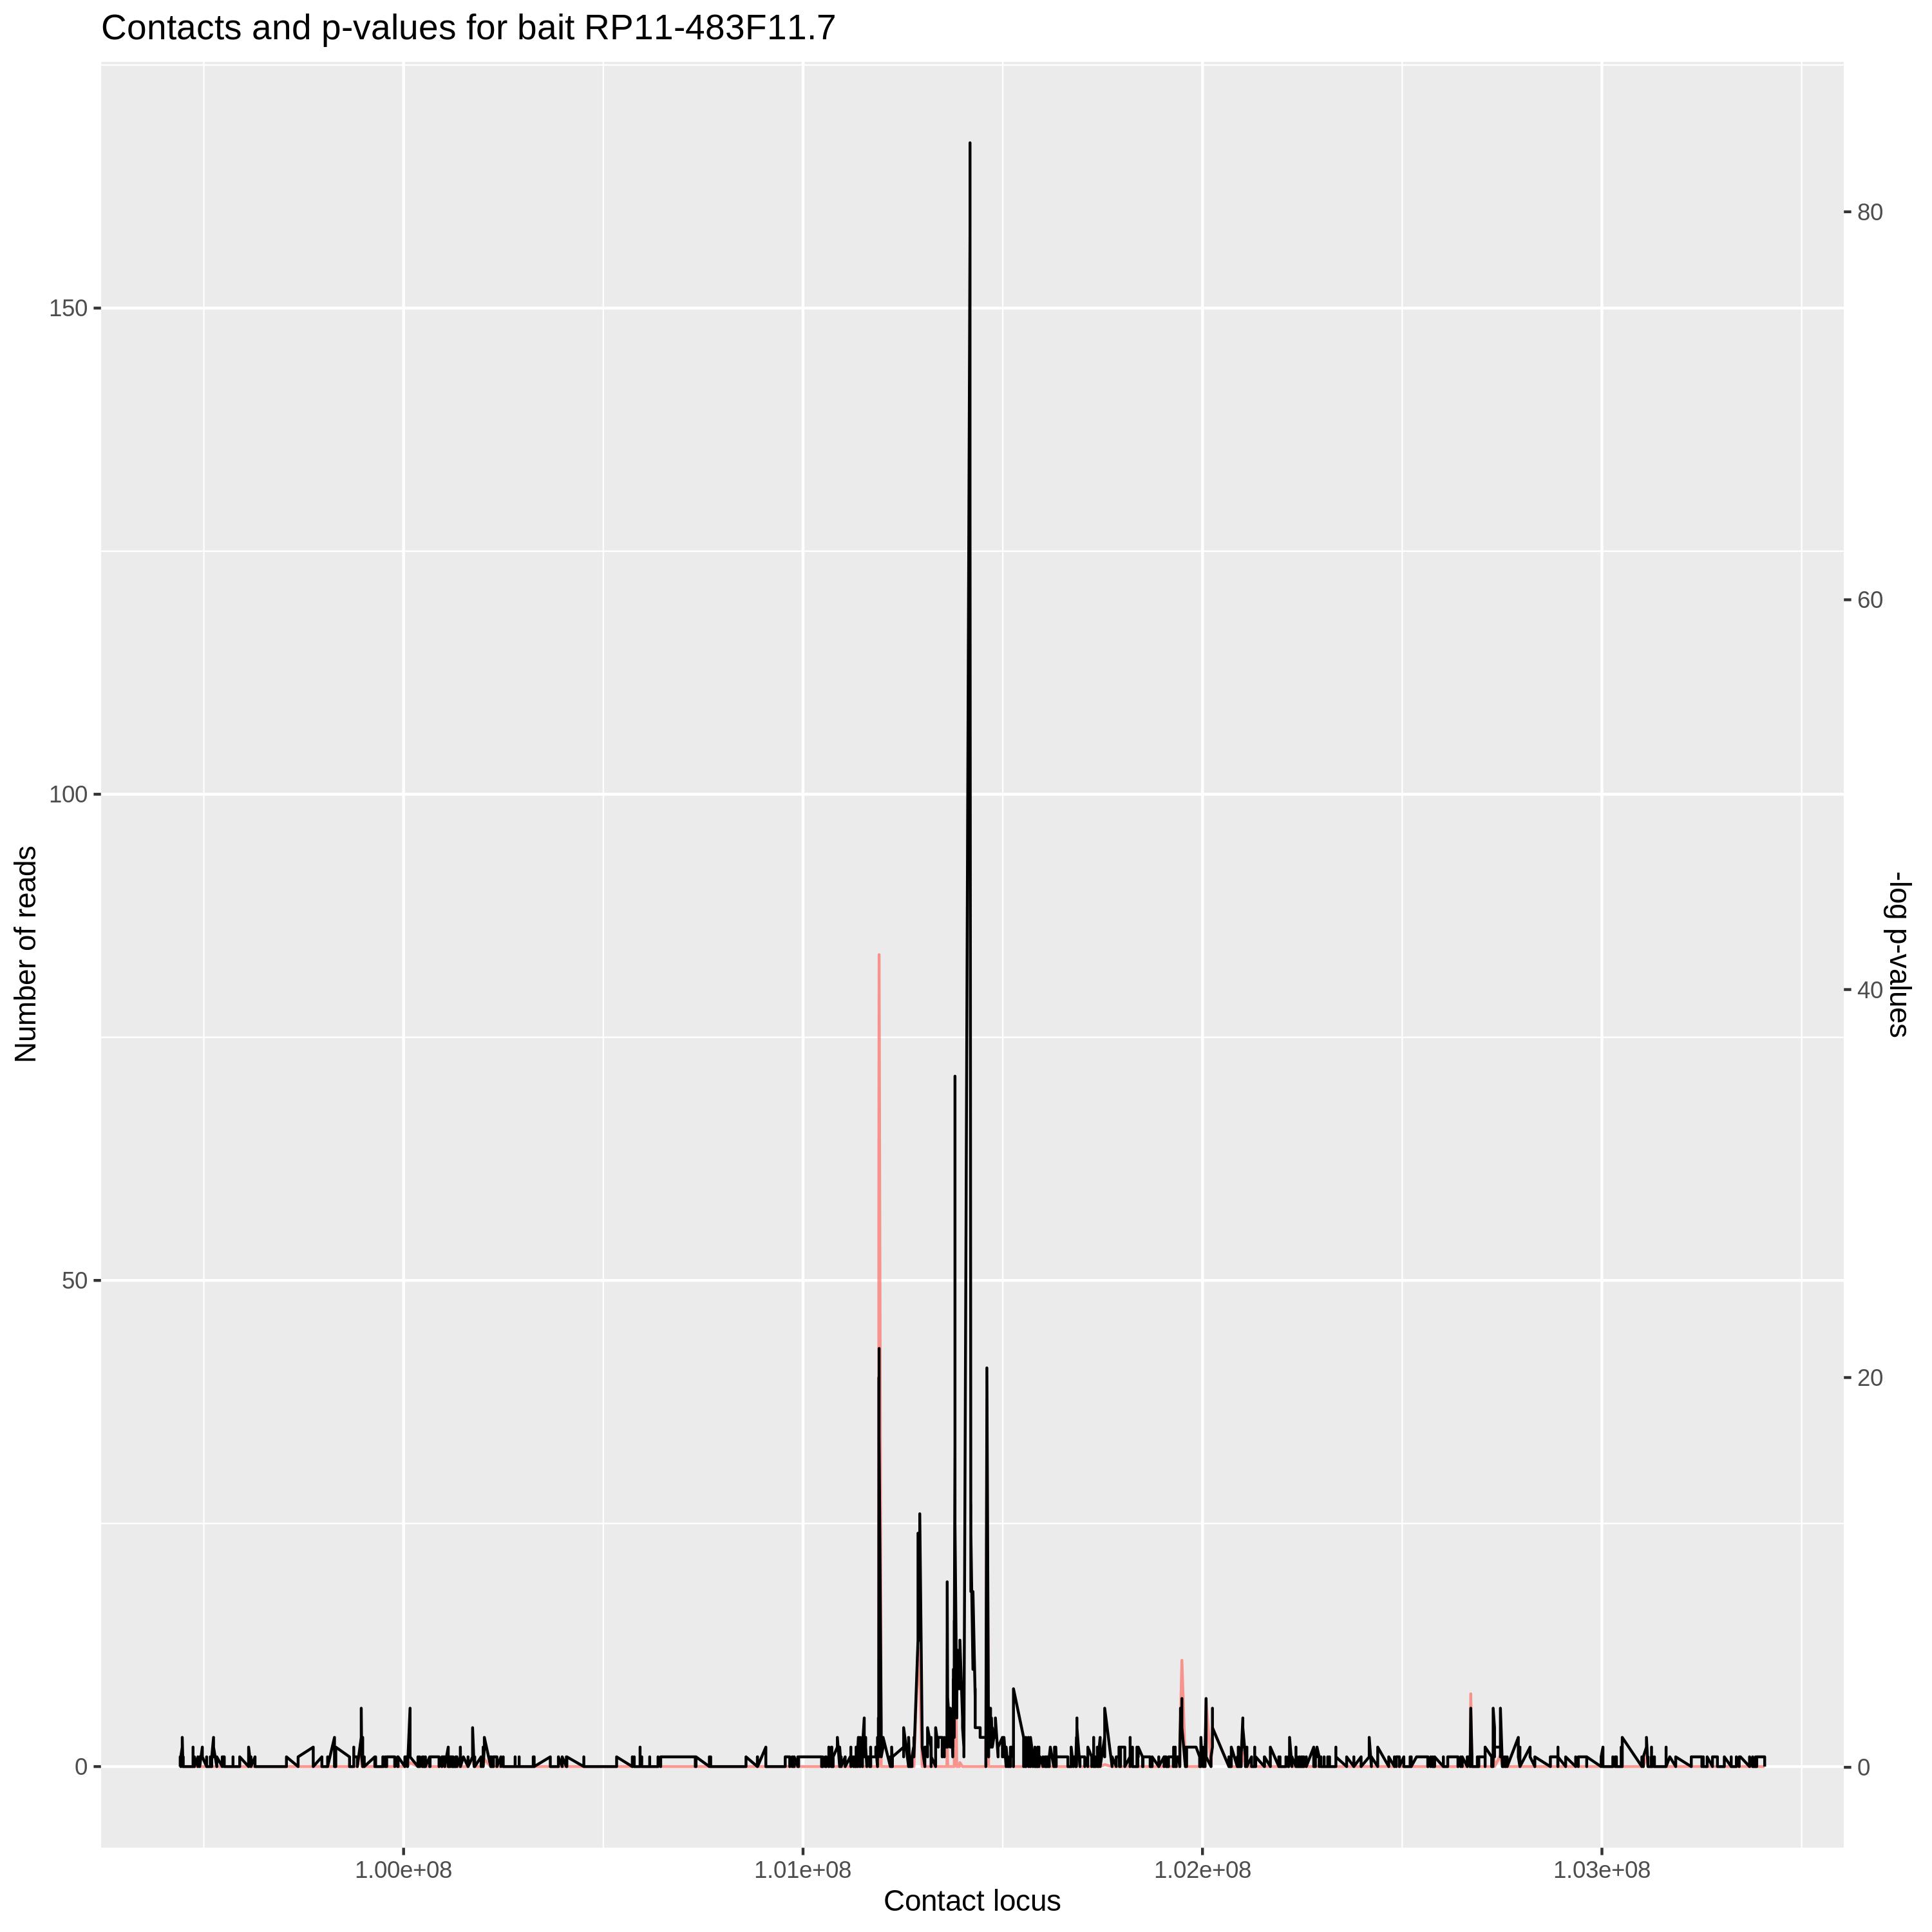 Contacts and p-values for bait RP11-483F11.7
150
100
50
0
80
60
40
20
0
Number of reads
-log p-values
1.00e+08
1.01e+08
1.02e+08
1.03e+08
Contact locus